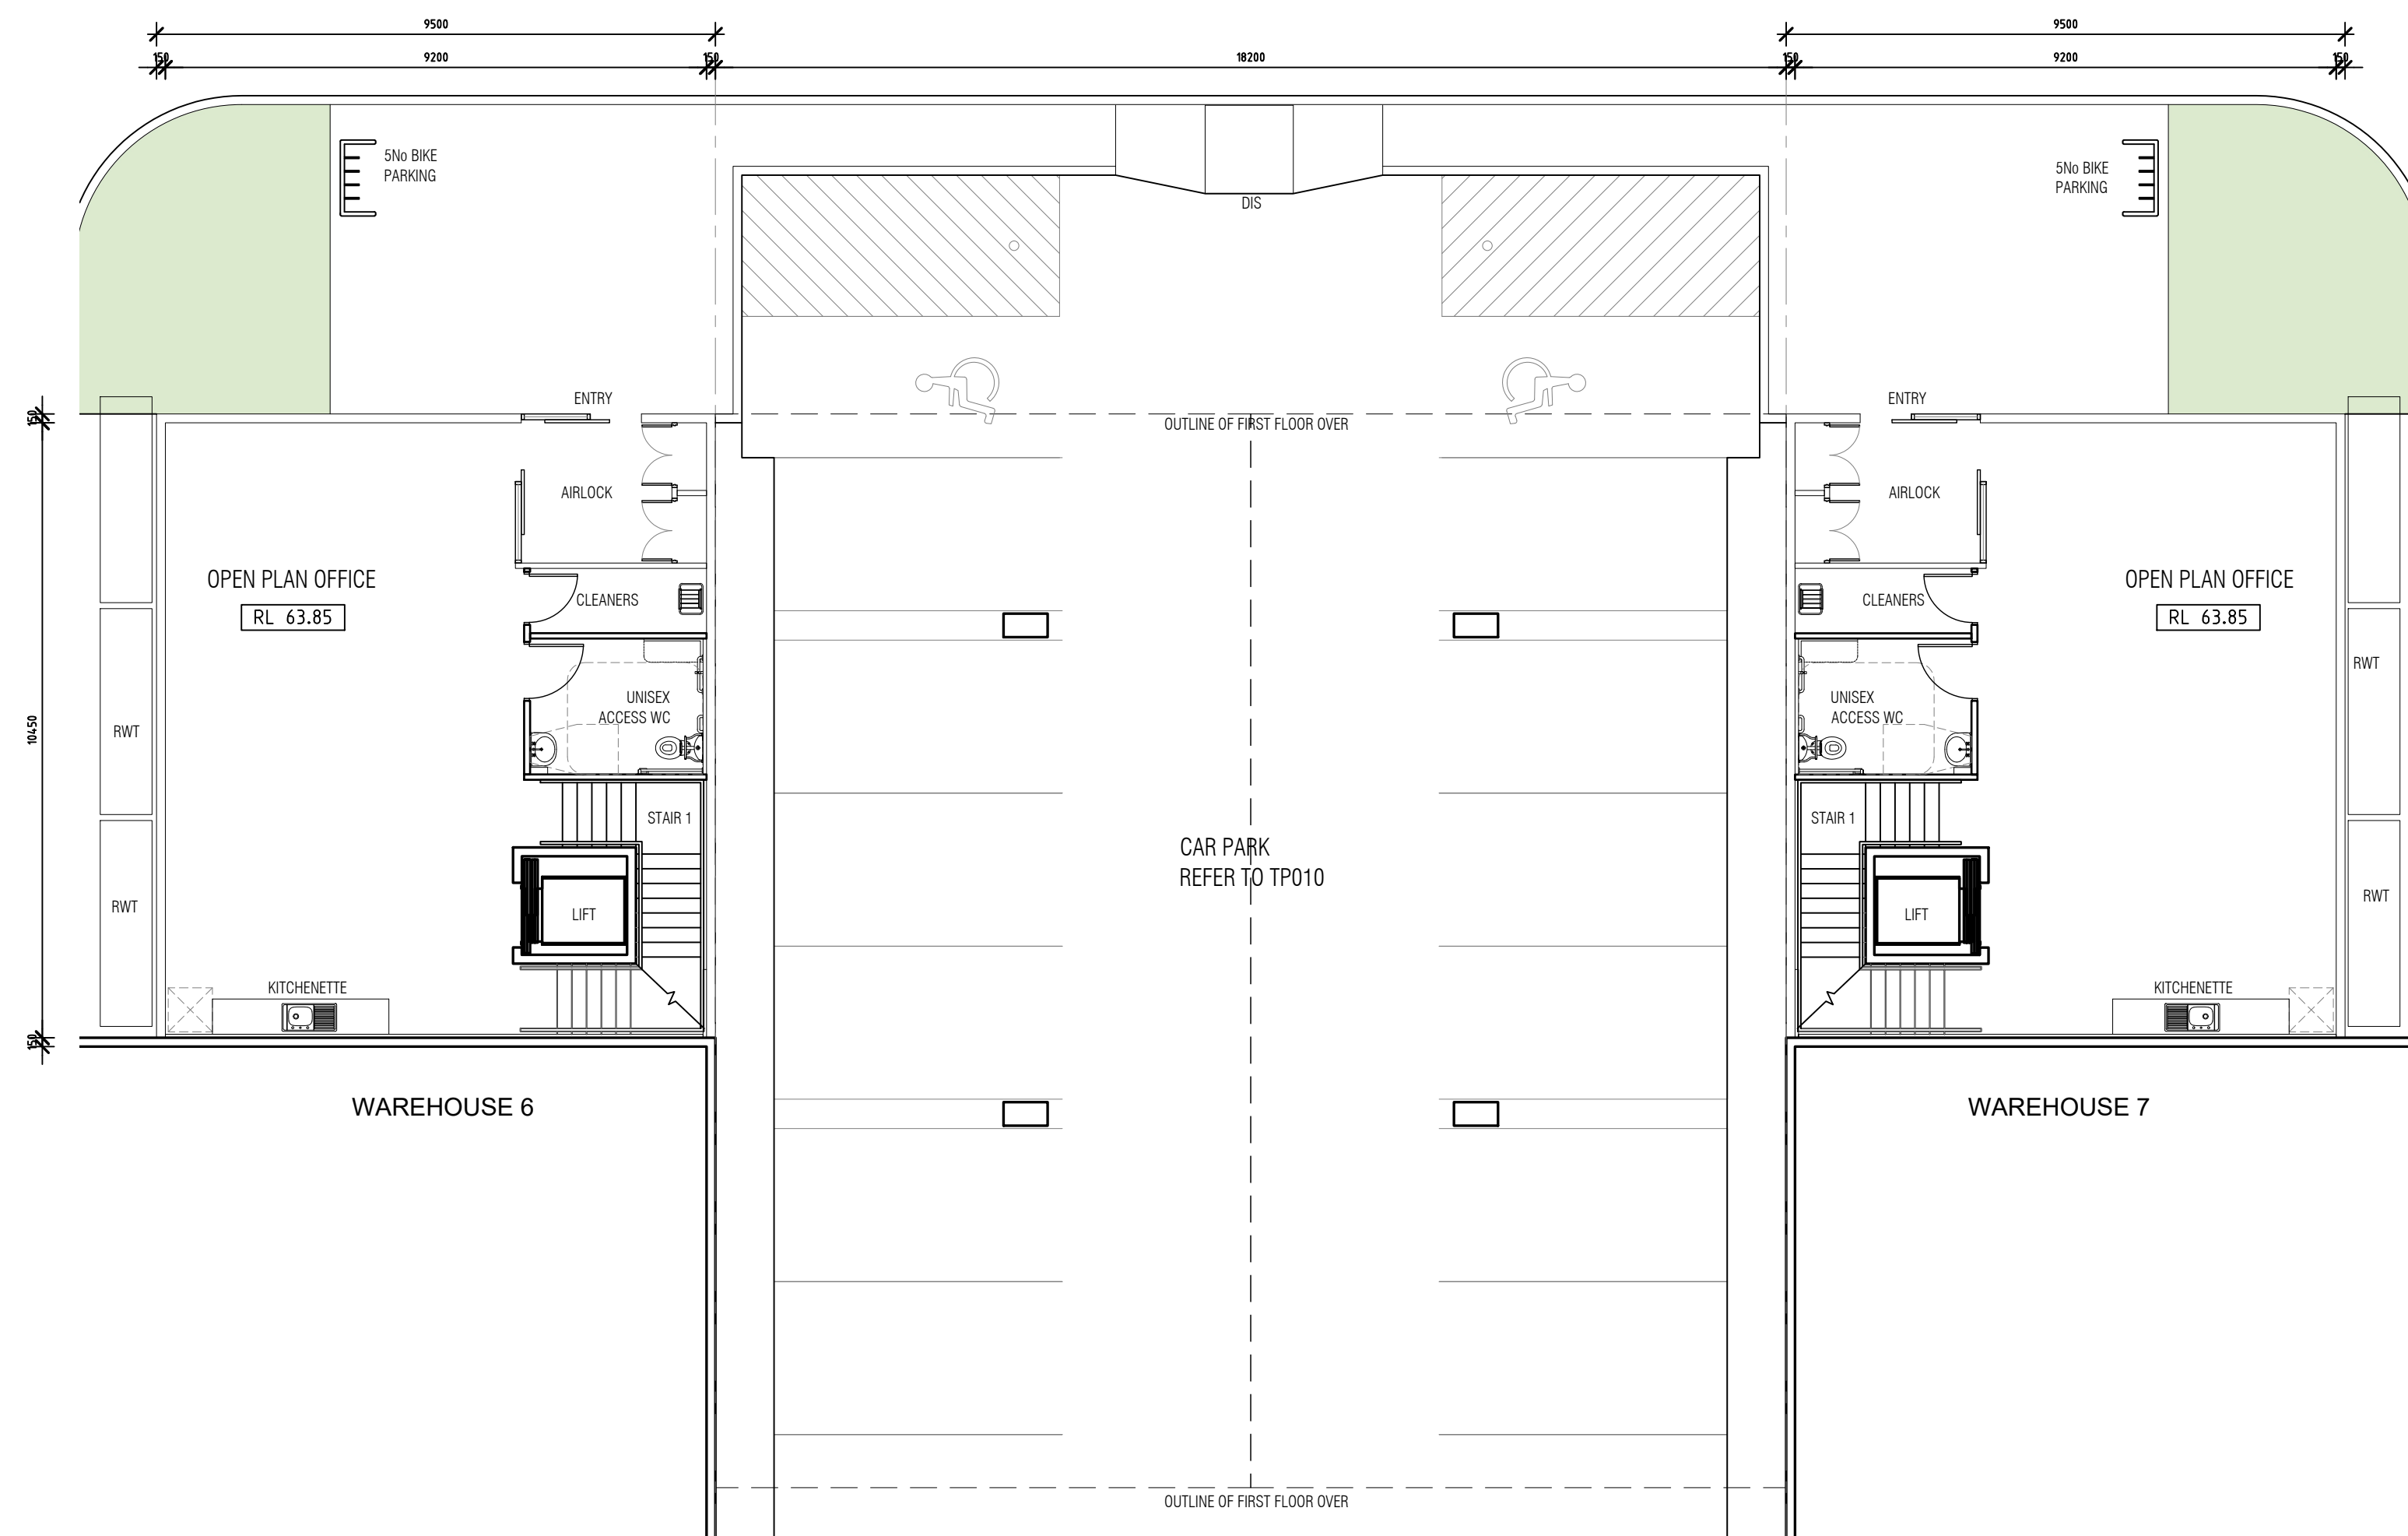 9500
9500
150
9200
150
18200
150
9200
150
5No BIKE
PARKING
5No BIKE
PARKING
DIS
ENTRY
ENTRY
150
OUTLINE OF FIRST FLOOR OVER
AIRLOCK
AIRLOCK
OPEN PLAN OFFICE
RL 63.85
OPEN PLAN OFFICE
RL 63.85
CLEANERS
CLEANERS
RWT
UNISEX
ACCESS WC
UNISEX
ACCESS WC
10450
RWT
STAIR 1
STAIR 1
CAR PARK
REFER TO TP010
RWT
RWT
LIFT
LIFT
KITCHENETTE
KITCHENETTE
150
WAREHOUSE 6
WAREHOUSE 7
OUTLINE OF FIRST FLOOR OVER